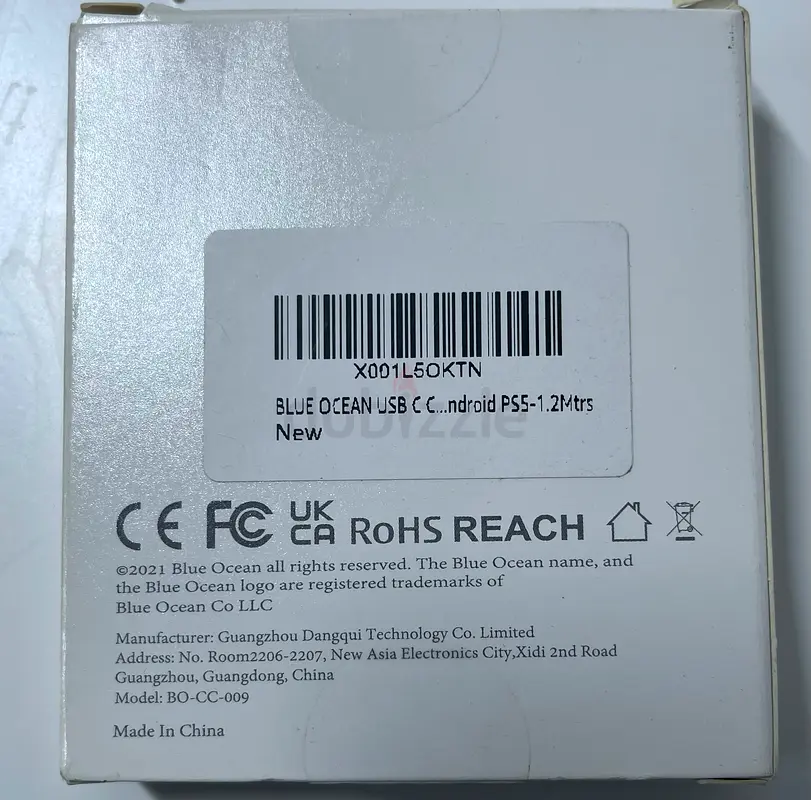 X001L5OKTN
BLUE OCEAN USB C C...ndroid PS5-1.2Mtrs
New
dubizzle
CE FC UK CA RoHS REACH
©2021 Blue Ocean all rights reserved. The Blue Ocean name, and
the Blue Ocean logo are registered trademarks of
Blue Ocean Co LLC
Manufacturer: Guangzhou Dangqui Technology Co. Limited
Address: No. Room2206-2207, New Asia Electronics City,Xidi 2nd Road
Guangzhou, Guangdong, China
Model: BO-CC-009
Made In China